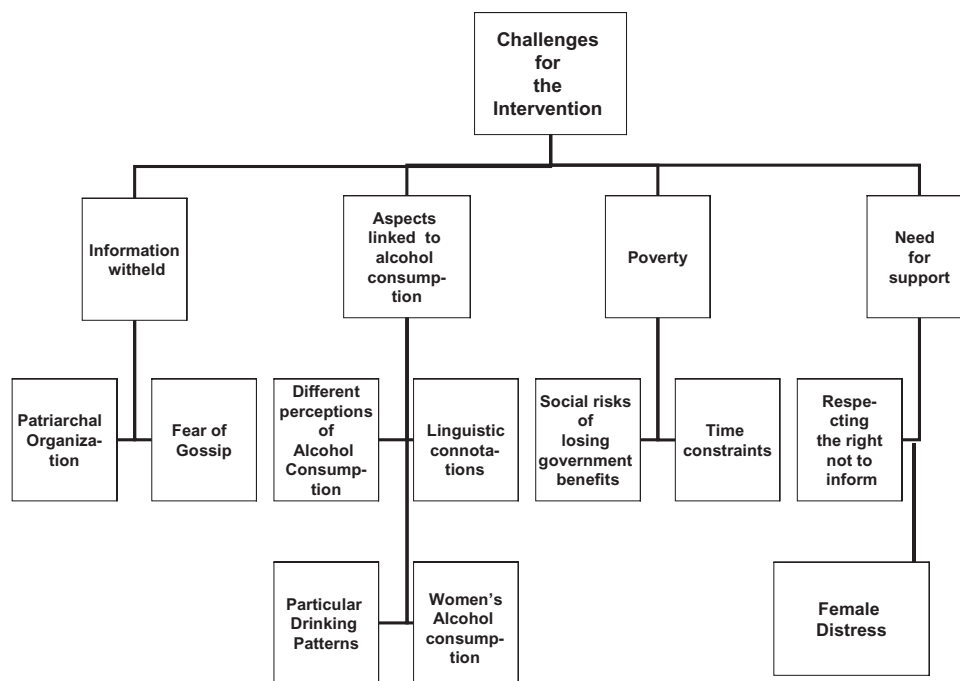 Challenges
for
the
Intervention
Information
witheld
Aspects
linked to
alcohol
consump-
tion
Poverty
Need
for
support
Patriarchal
Organiza-
tion
Fear of
Gossip
Different
perceptions
of
Alcohol
Consump-
tion
Linguistic
connota-
tions
Social risks
of
losing
government
benefits
Time
constraints
Respe-
cting
the right
not to
inform
Particular
Drinking
Patterns
Women’s
Alcohol
consump-
tion
Female
Distress